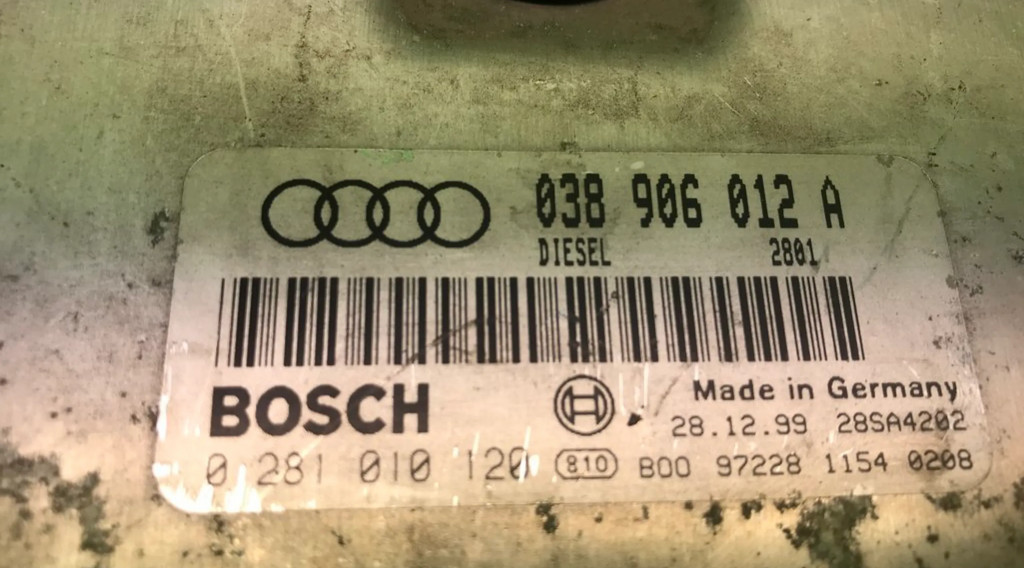 038 906 012 A
DIESEL 2801
BOSCH
Made in Germany
28.12.99 28SA4202
0 281 010 120 810 B00 97228 1154 0208